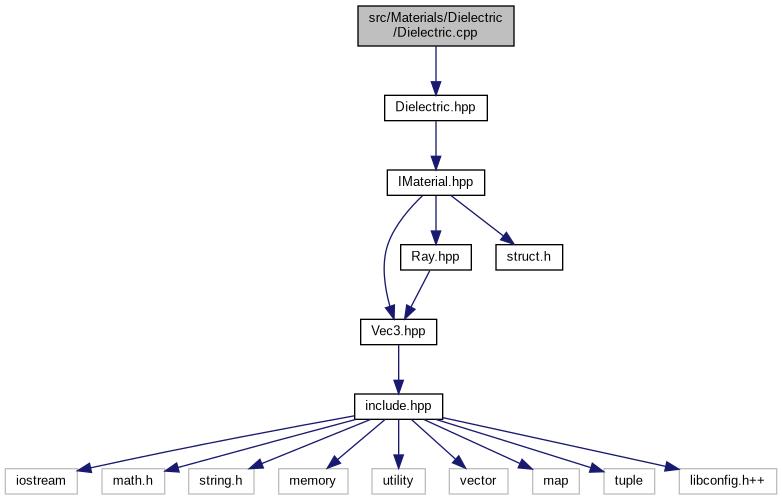 src/Materials/Dielectric
/Dielectric.cpp
Dielectric.hpp
IMaterial.hpp
Ray.hpp
struct.h
Vec3.hpp
include.hpp
iostream
math.h
string.h
memory
utility
vector
map
tuple
libconfig.h++